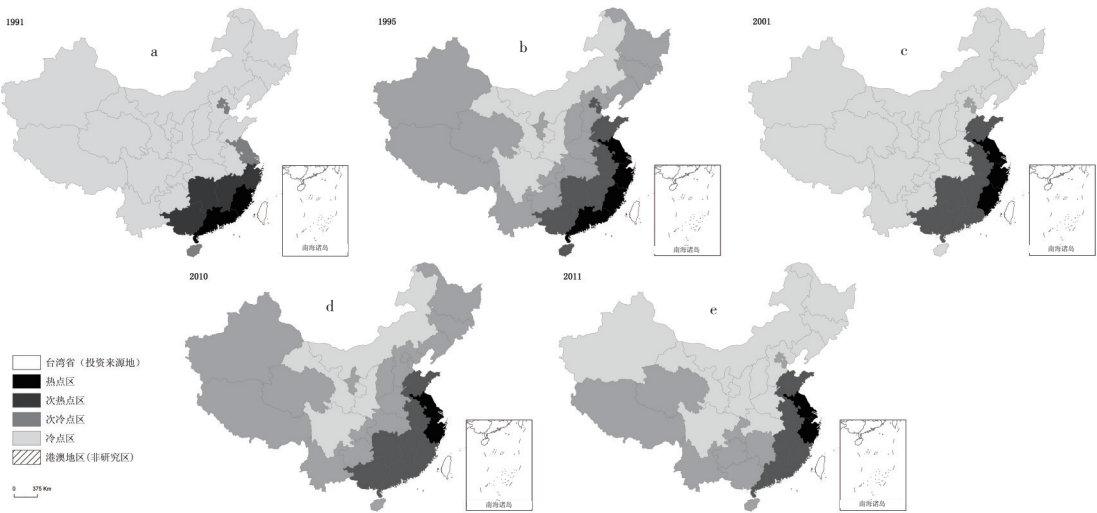 1991
a
南海诸岛
1995
b
南海诸岛
2001
c
南海诸岛
2010
d
南海诸岛
2011
e
南海诸岛
台湾省（投资来源地）
热点区
次热点区
次冷点区
冷点区
港澳地区(非研究区)
0 375 Km